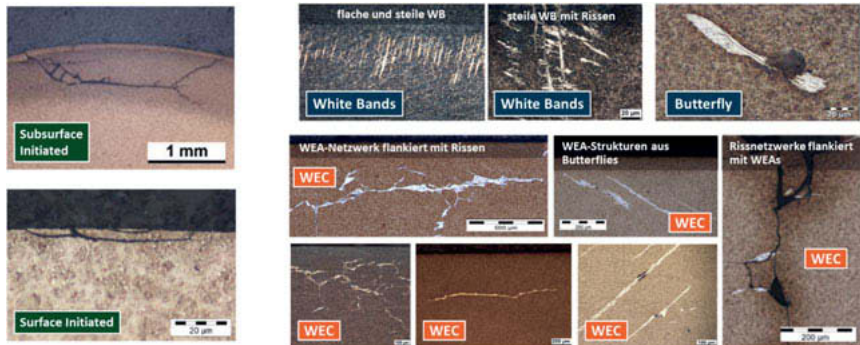 Subsurface
Initiated
1 mm
Surface Initiated
20 µm
flache und steile WB
White Bands
steile WB mit Rissen
White Bands
20 µm
Butterfly
WEA-Netzwerk flankiert mit Rissen
WEC
WEA-Strukturen aus
Butterflies
WEC
Rissnetzwerke flankiert
mit WEAs
WEC
200 µm
WEC
WEC
WEC